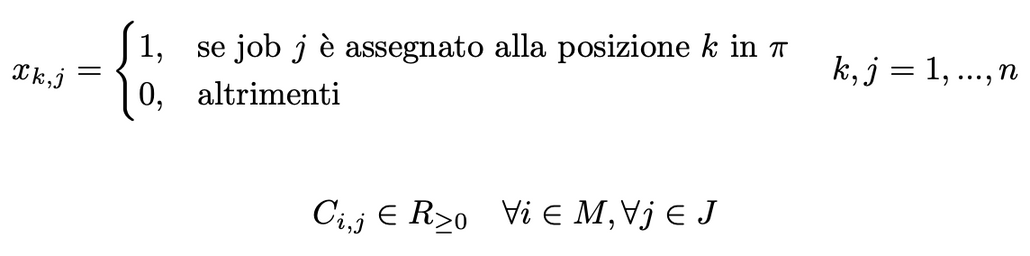 x_{k,j} = { 1, se job j è assegnato alla posizione k in π
0, altrimenti
k, j = 1, ..., n
C_{i,j} ∈ R_{≥0} ∀i ∈ M, ∀j ∈ J